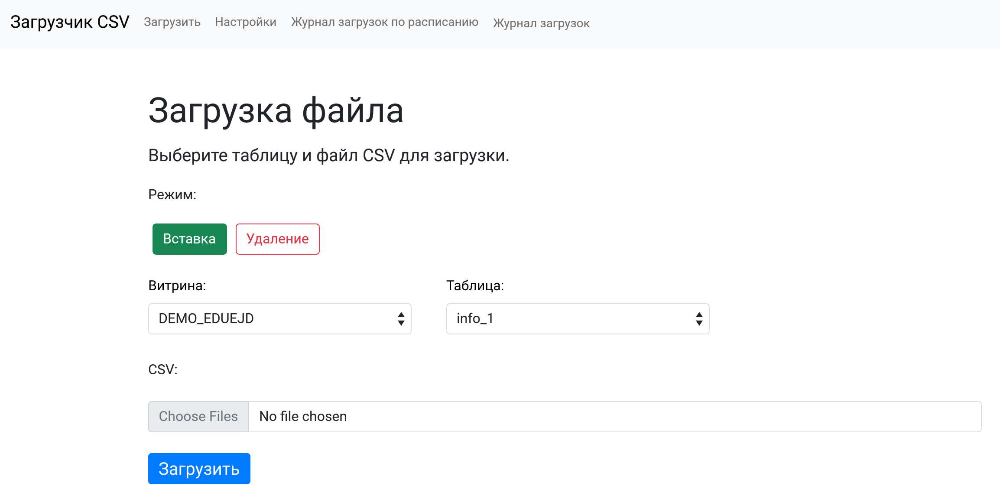 Загрузчик CSV Загрузить Настройки Журнал загрузок по расписанию Журнал загрузок
Загрузка файла
Выберите таблицу и файл CSV для загрузки.
Режим:
Вставка Удаление
Витрина: Таблица:
DEMO_EDUEJD info_1
CSV:
Choose Files No file chosen
Загрузить